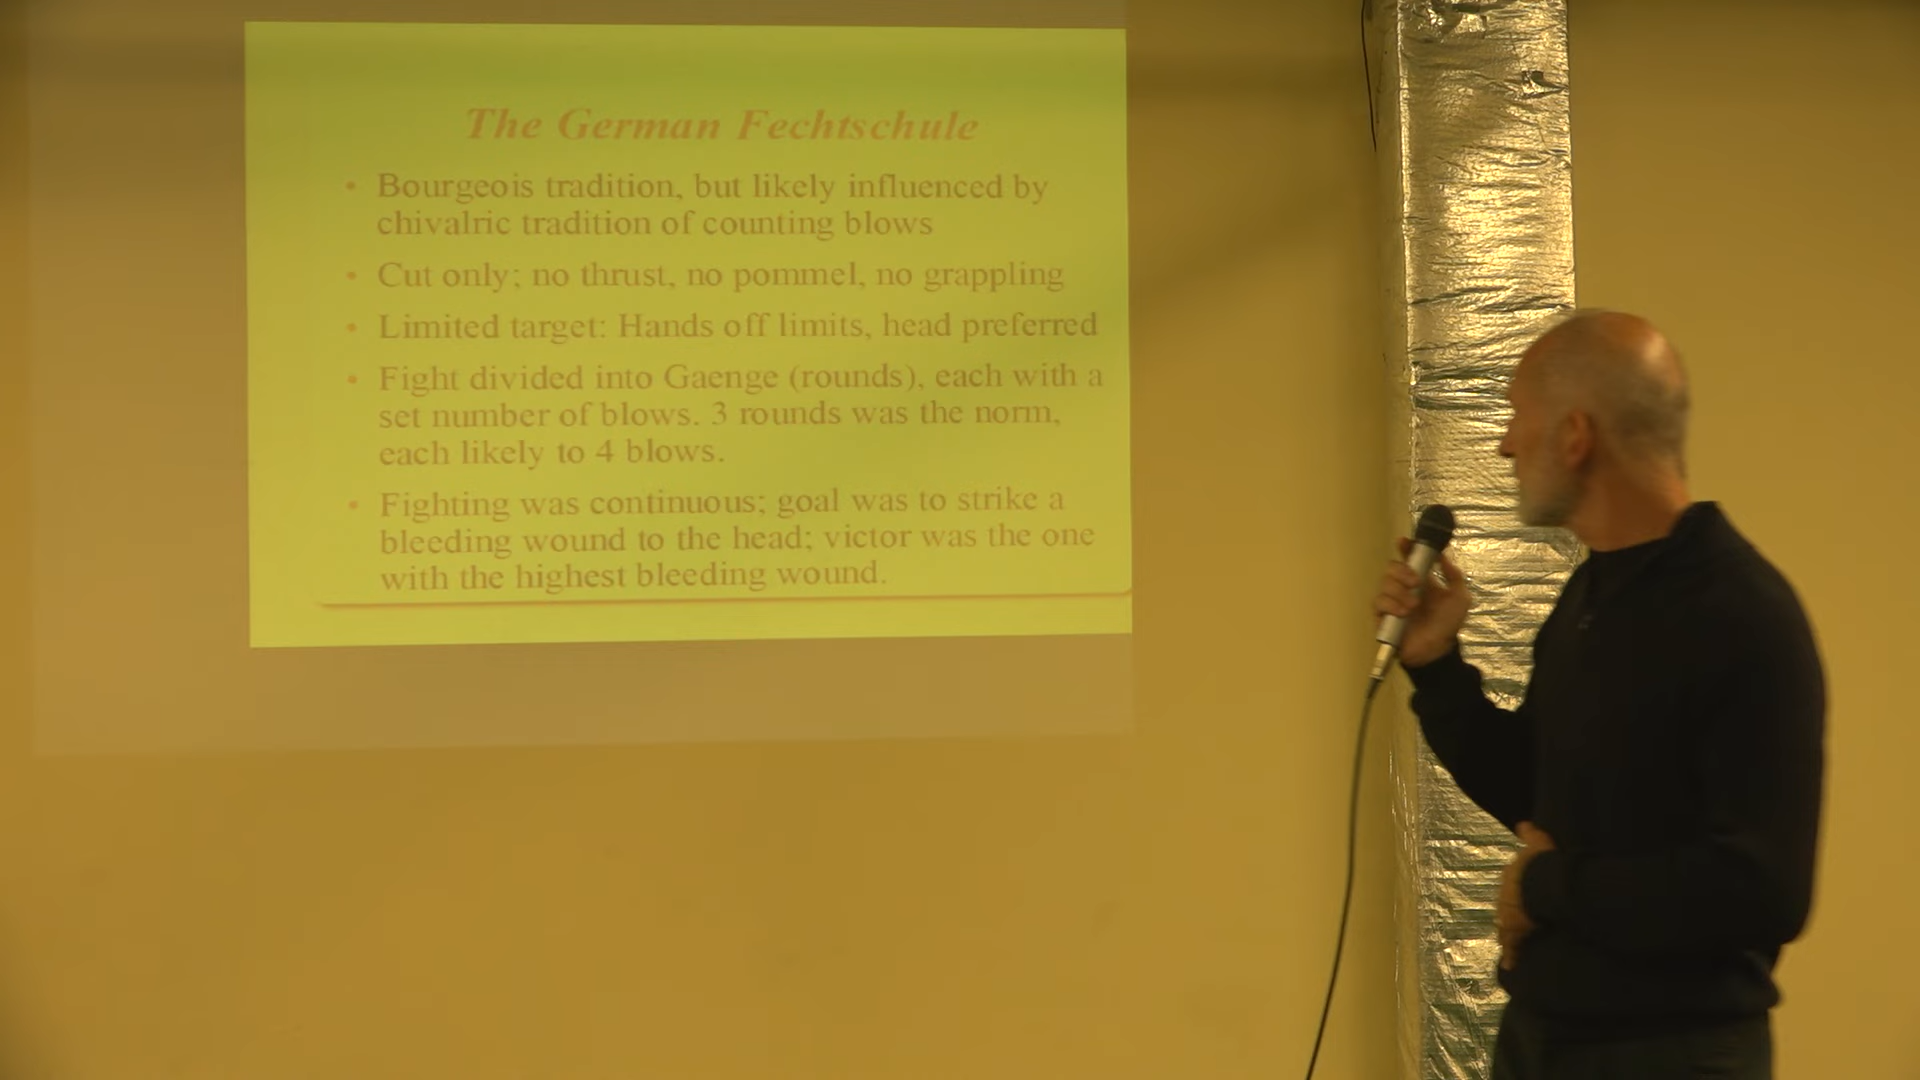 The German Fechtschule
• Bourgeois tradition, but likely influenced by
chivalric tradition of counting blows
• Cut only; no thrust, no pommel, no grappling
• Limited target: Hands off limits, head preferred
• Fight divided into Gaenge (rounds), each with a
set number of blows. 3 rounds was the norm,
each likely to 4 blows.
• Fighting was continuous; goal was to strike a
bleeding wound to the head; victor was the one
with the highest bleeding wound.